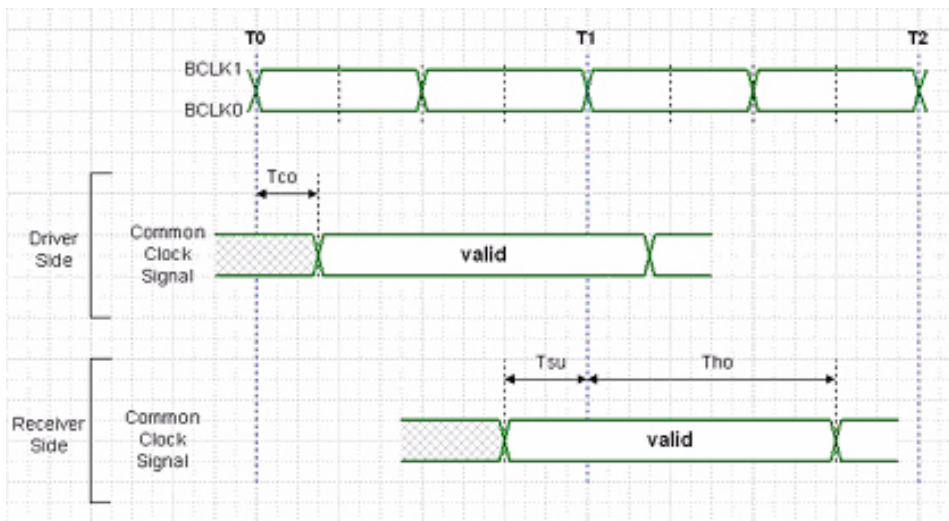 T0 T1 T2
BCLK1
BCLK0
Tco
Driver
Side
Common
Clock
Signal
valid
Tsu Tho
Receiver
Side
Common
Clock
Signal
valid